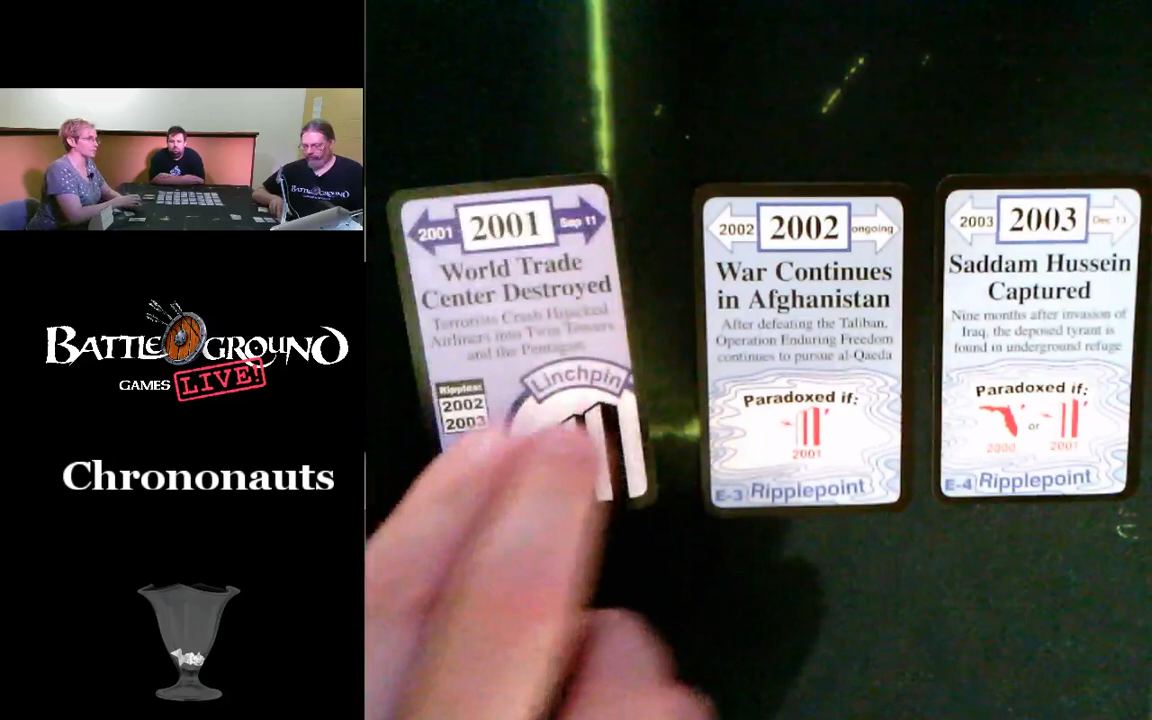 BATTLEGROUND
GAMES LIVE!
Chrononauts
BATTLEGROUND
2001 2001 Sep 11
World Trade
Center Destroyed
Terrorists Crash Hijacked
Airliners into Twin Towers
and the Pentagon
Ripples:
2002
2003
Linchpin
2002 2002 ongoing
War Continues
in Afghanistan
After defeating the Taliban,
Operation Enduring Freedom
continues to pursue al-Qaeda
Paradoxed if:
2001
E-3 Ripplepoint
2003 2003 Dec 13
Saddam Hussein
Captured
Nine months after invasion of
Iraq, the deposed tyrant is
found in underground refuge
Paradoxed if:
or
2000 2001
E-4 Ripplepoint